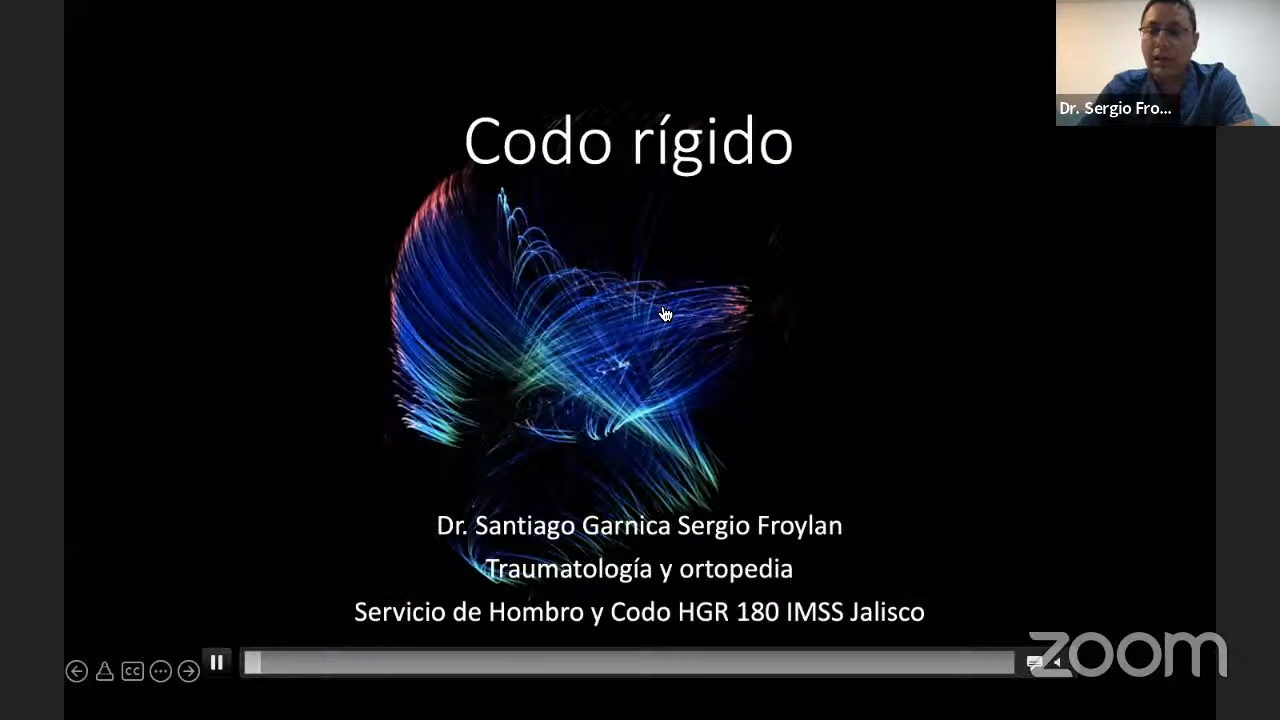 Codo rígido
Dr. Sergio Fro...
Dr. Santiago Garnica Sergio Froylan
Traumatología y ortopedia
Servicio de Hombro y Codo HGR 180 IMSS Jalisco
CC
zoom